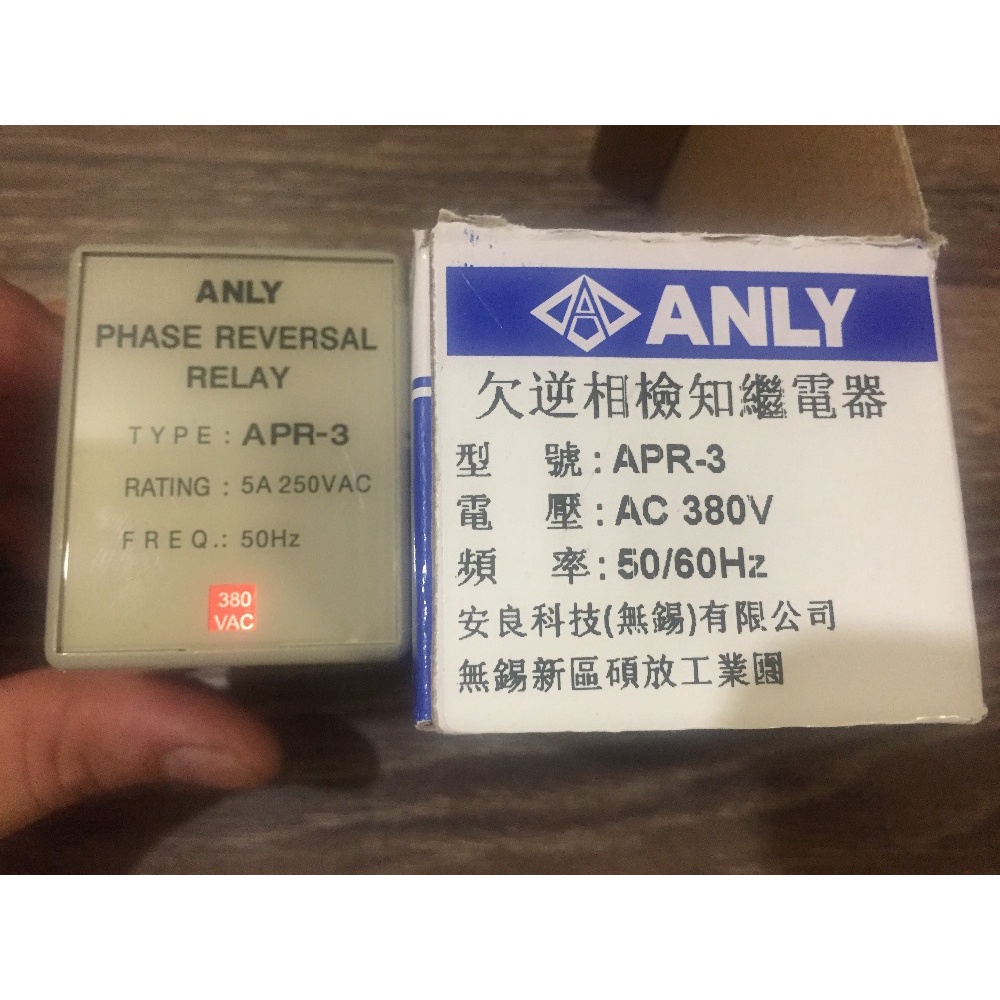 ANLY
PHASE REVERSAL
RELAY
TYPE: APR-3
RATING : 5A 250VAC
FREQ.: 50Hz
380
VAC
ANLY
欠逆相檢知繼電器
型 號: APR-3
電 壓: AC 380V
頻 率: 50/60Hz
安良科技(無錫)有限公司
無錫新區碩放工業園